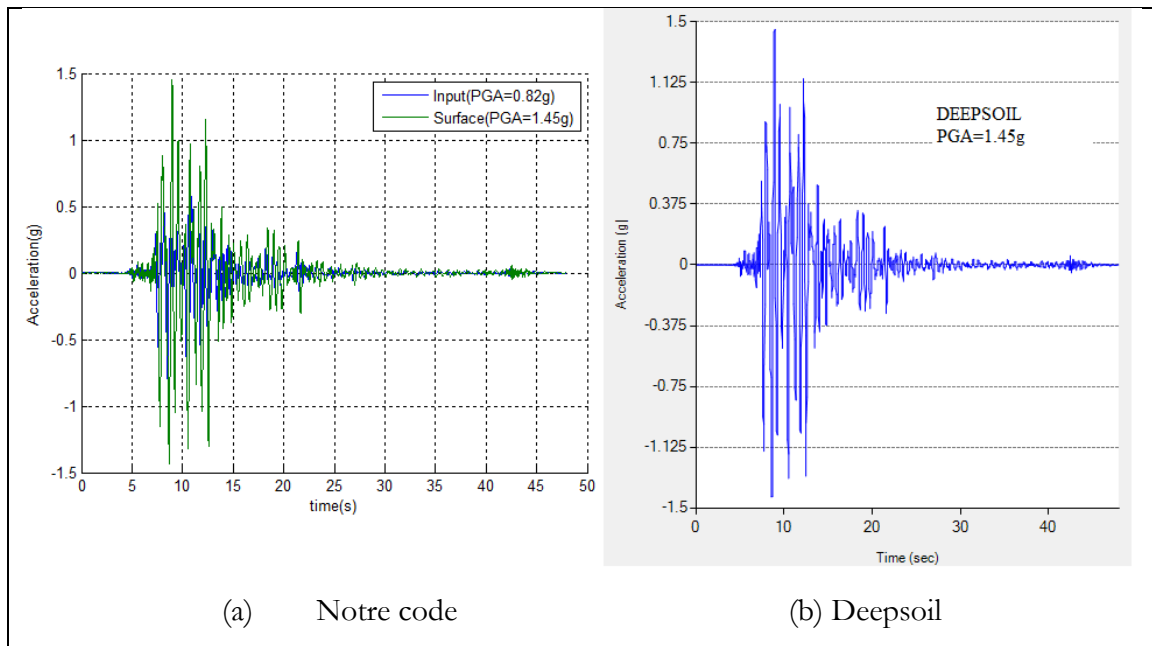 1.5
1
0.5
0
-0.5
-1
-1.5
Acceleration(g)
Input(PGA=0.82g)
Surface(PGA=1.45g)
0 5 10 15 20 25 30 35 40 45 50
time(s)
1.5
1.125
0.75
0.375
0
-0.375
-0.75
-1.125
-1.5
Acceleration [g]
DEEPSOIL
PGA=1.45g
0 10 20 30 40
Time (sec)
(a) Notre code
(b) Deepsoil